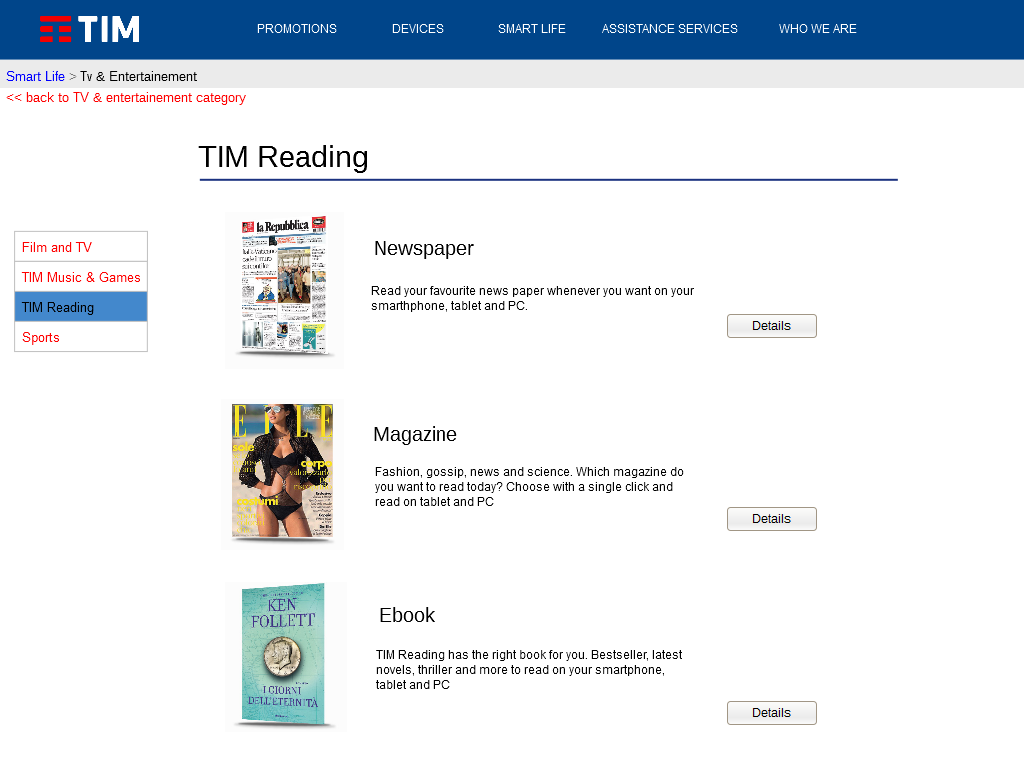 TIM
PROMOTIONS DEVICES SMART LIFE ASSISTANCE SERVICES WHO WE ARE
Smart Life > Tv & Entertainement
<< back to TV & entertainement category
TIM Reading
Film and TV
TIM Music & Games
TIM Reading
Sports
la Repubblica
Newspaper
Read your favourite news paper whenever you want on your
smarthphone, tablet and PC.
Details
ELLE
Magazine
Fashion, gossip, news and science. Which magazine do
you want to read today? Choose with a single click and
read on tablet and PC
Details
KEN
FOLLETT
I GIORNI
DELL'ETERNITÀ
Ebook
TIM Reading has the right book for you. Bestseller, latest
novels, thriller and more to read on your smartphone,
tablet and PC
Details